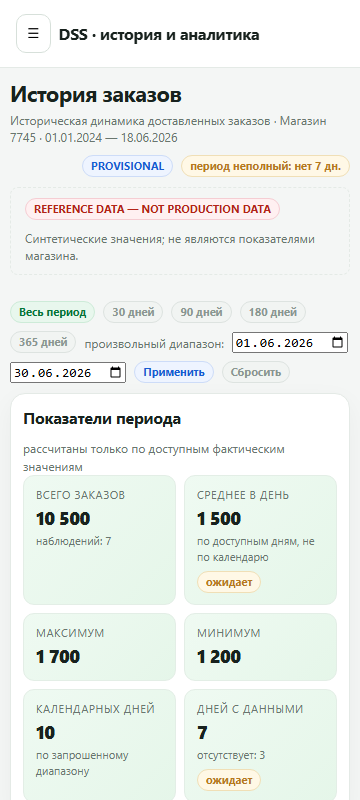 ☰ DSS · история и аналитика
История заказов
Историческая динамика доставленных заказов · Магазин
7745 · 01.01.2024 — 18.06.2026
PROVISIONAL период неполный: нет 7 дн.
REFERENCE DATA — NOT PRODUCTION DATA
Синтетические значения; не являются показателями
магазина.
Весь период 30 дней 90 дней 180 дней
365 дней произвольный диапазон: 01.06.2026
30.06.2026 Применить Сбросить
Показатели периода
рассчитаны только по доступным фактическим
значениям
ВСЕГО ЗАКАЗОВ
10 500
наблюдений: 7
СРЕДНЕЕ В ДЕНЬ
1 500
по доступным дням, не
по календарю
ожидает
МАКСИМУМ
1 700
МИНИМУМ
1 200
КАЛЕНДАРНЫХ ДНЕЙ
10
по запрошенному
диапазону
ДНЕЙ С ДАННЫМИ
7
отсутствует: 3
ожидает